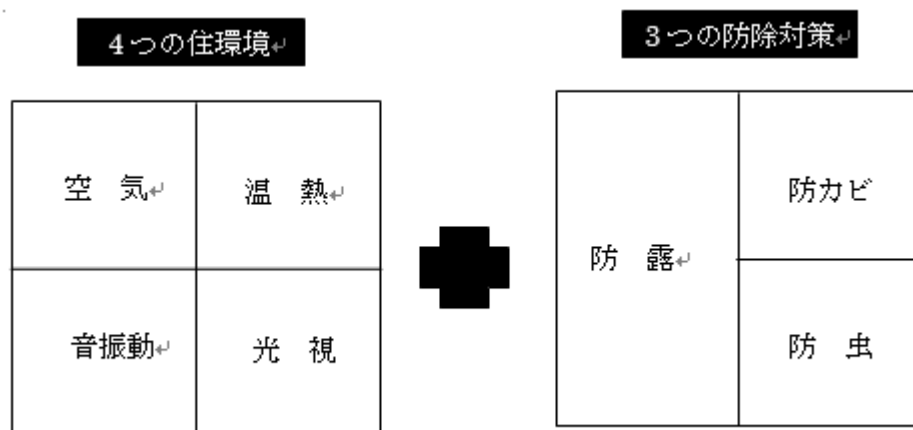 4つの住環境
空 気
温 熱
音振動
光 視
3つの防除対策
防 露
防カビ
防 虫